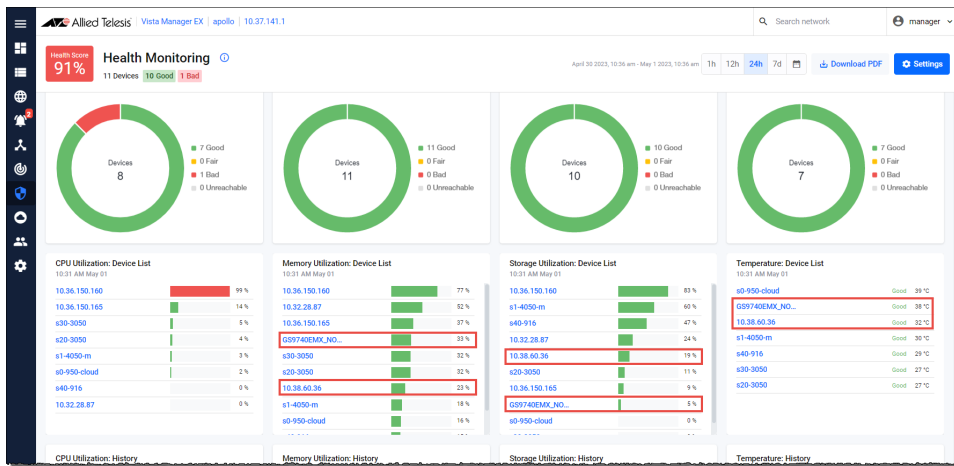 Allied Telesis Vista Manager EX apollo 10.37.141.1 Search network manager
Health Score
91%
Health Monitoring
11 Devices 10 Good 1 Bad
April 30 2023, 10:36 am - May 1 2023, 10:36 am 1h 12h 24h 7d Download PDF Settings
2
Devices
8
7 Good
0 Fair
1 Bad
0 Unreachable
Devices
11
11 Good
0 Fair
0 Bad
0 Unreachable
Devices
10
10 Good
0 Fair
0 Bad
0 Unreachable
Devices
7
7 Good
0 Fair
0 Bad
0 Unreachable
CPU Utilization: Device List
10:31 AM May 01
10.36.150.160 99 %
10.36.150.165 14 %
s30-3050 5 %
s20-3050 4 %
s1-4050-m 3 %
s0-950-cloud 2 %
s40-916 0 %
10.32.28.87 0 %
Memory Utilization: Device List
10:31 AM May 01
10.36.150.160 77 %
10.32.28.87 52 %
10.36.150.165 37 %
GS9740EMX_NO... 33 %
s30-3050 32 %
s20-3050 32 %
10.38.60.36 23 %
s1-4050-m 18 %
s0-950-cloud 16 %
Storage Utilization: Device List
10:31 AM May 01
10.36.150.160 83 %
s1-4050-m 60 %
s40-916 47 %
10.32.28.87 24 %
10.38.60.36 19 %
s20-3050 11 %
10.36.150.165 9 %
GS9740EMX_NO... 5 %
s0-950-cloud 0 %
Temperature: Device List
10:31 AM May 01
s0-950-cloud Good 39 °C
GS9740EMX_NO... Good 38 °C
10.38.60.36 Good 32 °C
s1-4050-m Good 30 °C
s40-916 Good 29 °C
s30-3050 Good 27 °C
s20-3050 Good 27 °C
CPU Utilization: History
Memory Utilization: History
Storage Utilization: History
Temperature: History